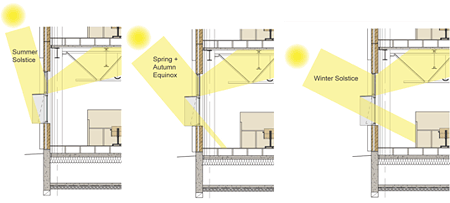 Summer
Solstice
Spring +
Autumn
Equinox
Winter Solstice